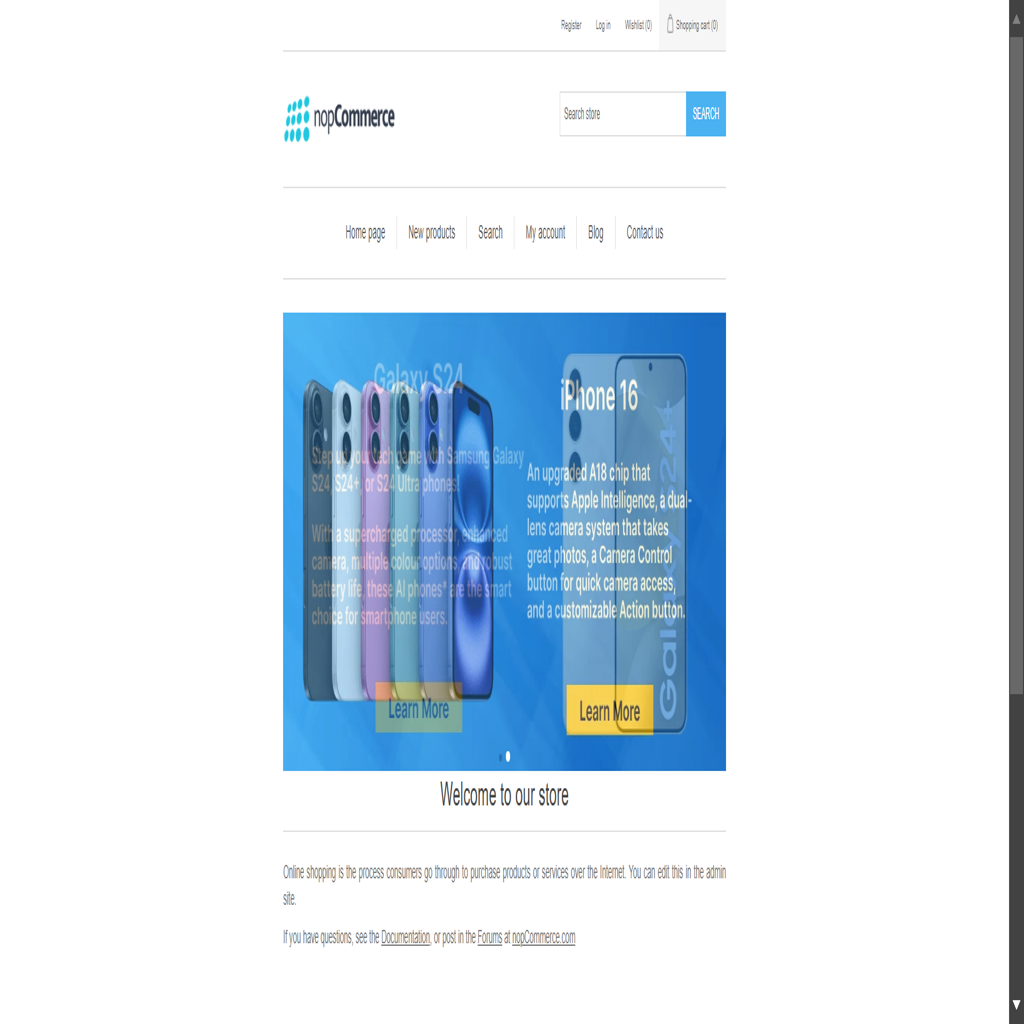 Register Log in Wishlist (0) Shopping cart (0)
nopCommerce
Search store SEARCH
Home page New products Search My account Blog Contact us
Galaxy S24
Step up your tech game with Samsung Galaxy
S24, S24+, or S24 Ultra phones!
With a supercharged processor, enhanced
camera, multiple colour options, and robust
battery life, these AI phones* are the smart
choice for smartphone users.
Learn More
iPhone 16
An upgraded A18 chip that
supports Apple Intelligence, a dual-
lens camera system that takes
great photos, a Camera Control
button for quick camera access,
and a customizable Action button.
Learn More
Galaxy S24+
Welcome to our store
Online shopping is the process consumers go through to purchase products or services over the Internet. You can edit this in the admin
site.
If you have questions, see the Documentation, or post in the Forums at nopCommerce.com